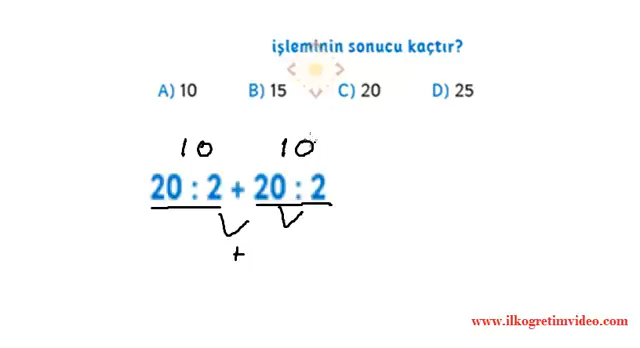 işleminin sonucu kaçtır?
A) 10 B) 15 C) 20 D) 25
10 10
20 : 2 + 20 : 2
+
www.ilkogretimvideo.com